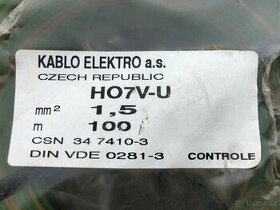 KABLO ELEKTRO a.s.
CZECH REPUBLIC
HO7V-U
mm² 1,5
m 100
CSN 34 7410-3
DIN VDE 0281-3 CONTROLE